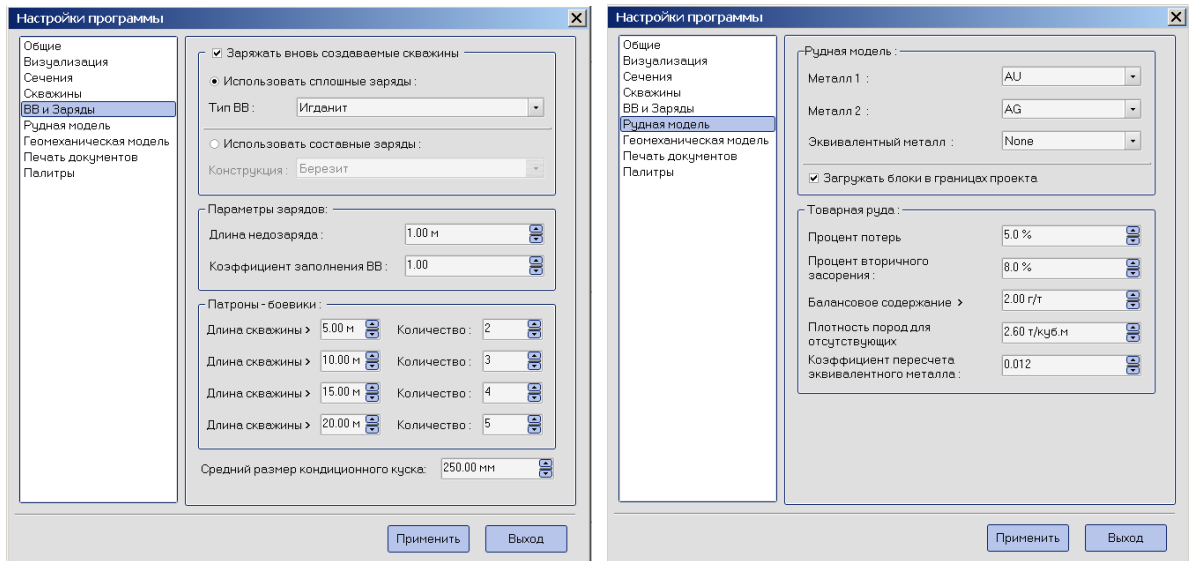 Настройки программы
Общие
Визуализация
Сечения
Скважины
ВВ и Заряды
Рудная модель
Геомеханическая модель
Печать документов
Палитры
Заряжать вновь создаваемые скважины
Использовать сплошные заряды :
Тип ВВ : Игданит
Использовать составные заряды :
Конструкция : Березит
Параметры зарядов:
Длина недозаряда : 1.00 м
Коэффициент заполнения ВВ : 1.00
Патроны - боевики :
Длина скважины > 5.00 м Количество : 2
Длина скважины > 10.00 м Количество : 3
Длина скважины > 15.00 м Количество : 4
Длина скважины > 20.00 м Количество : 5
Средний размер кондиционного куска: 250.00 мм
Применить Выход
Настройки программы
Общие
Визуализация
Сечения
Скважины
ВВ и Заряды
Рудная модель
Геомеханическая модель
Печать документов
Палитры
Рудная модель :
Металл 1 : AU
Металл 2 : AG
Эквивалентный металл : None
Загружать блоки в границах проекта
Товарная руда :
Процент потерь 5.0 %
Процент вторичного
засорения : 8.0 %
Балансовое содержание > 2.00 г/т
Плотность пород для
отсутствующих 2.60 т/куб.м
Коэффициент пересчета
эквивалентного металла : 0.012
Применить Выход